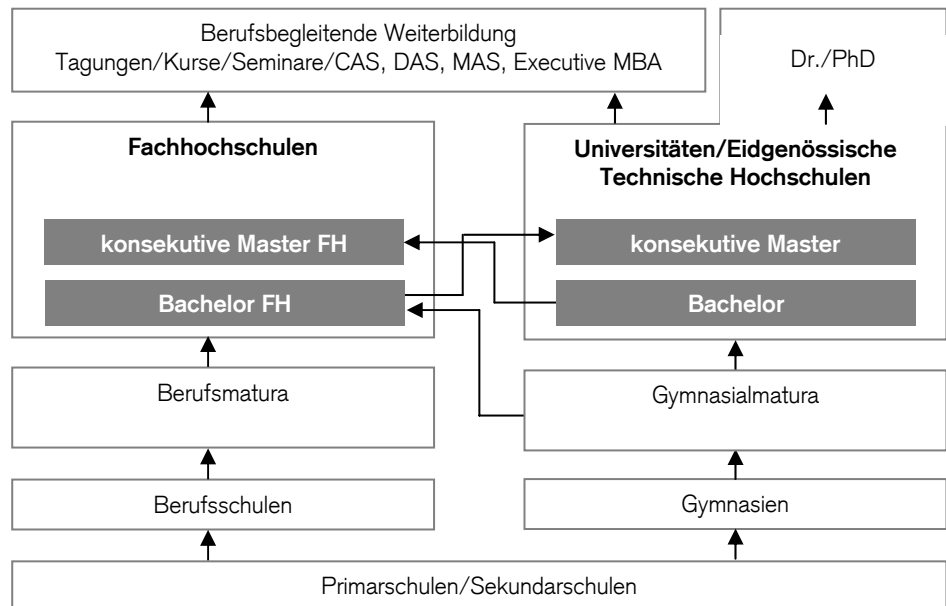 Berufsbegleitende Weiterbildung
Tagungen/Kurse/Seminare/CAS, DAS, MAS, Executive MBA
Dr./PhD
Fachhochschulen
Universitäten/Eidgenössische
Technische Hochschulen
konsekutive Master FH
konsekutive Master
Bachelor FH
Bachelor
Berufsmatura
Gymnasialmatura
Berufsschulen
Gymnasien
Primarschulen/Sekundarschulen